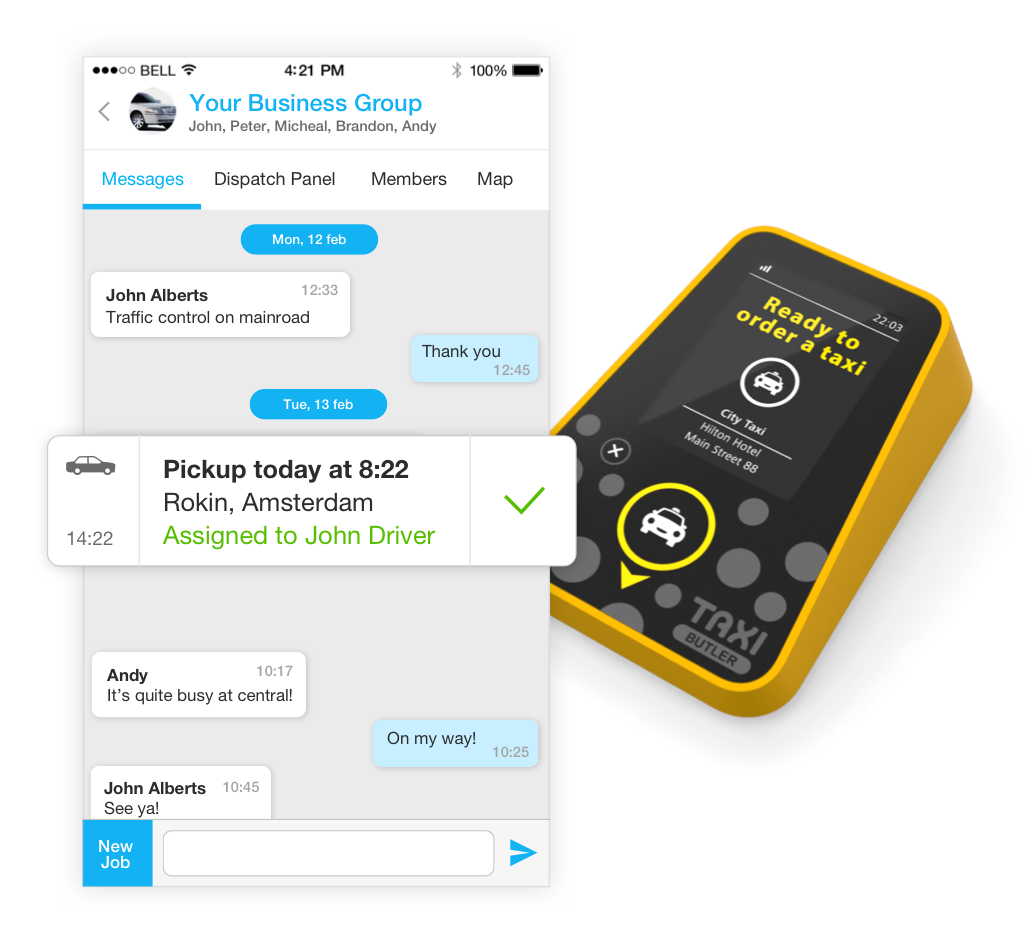 BELL
4:21 PM
100%
Your Business Group
John, Peter, Micheal, Brandon, Andy
Messages
Dispatch Panel
Members
Map
Mon, 12 feb
John Alberts
12:33
Traffic control on mainroad
Thank you
12:45
Tue, 13 feb
Pickup today at 8:22
Rokin, Amsterdam
14:22
Assigned to John Driver
Andy
10:17
It's quite busy at central!
On my way!
10:25
John Alberts
10:45
See ya!
New
Job
22:03
Ready to
order a taxi
City Taxi
Hilton Hotel
Main Street 88
TAXI
BUTLER